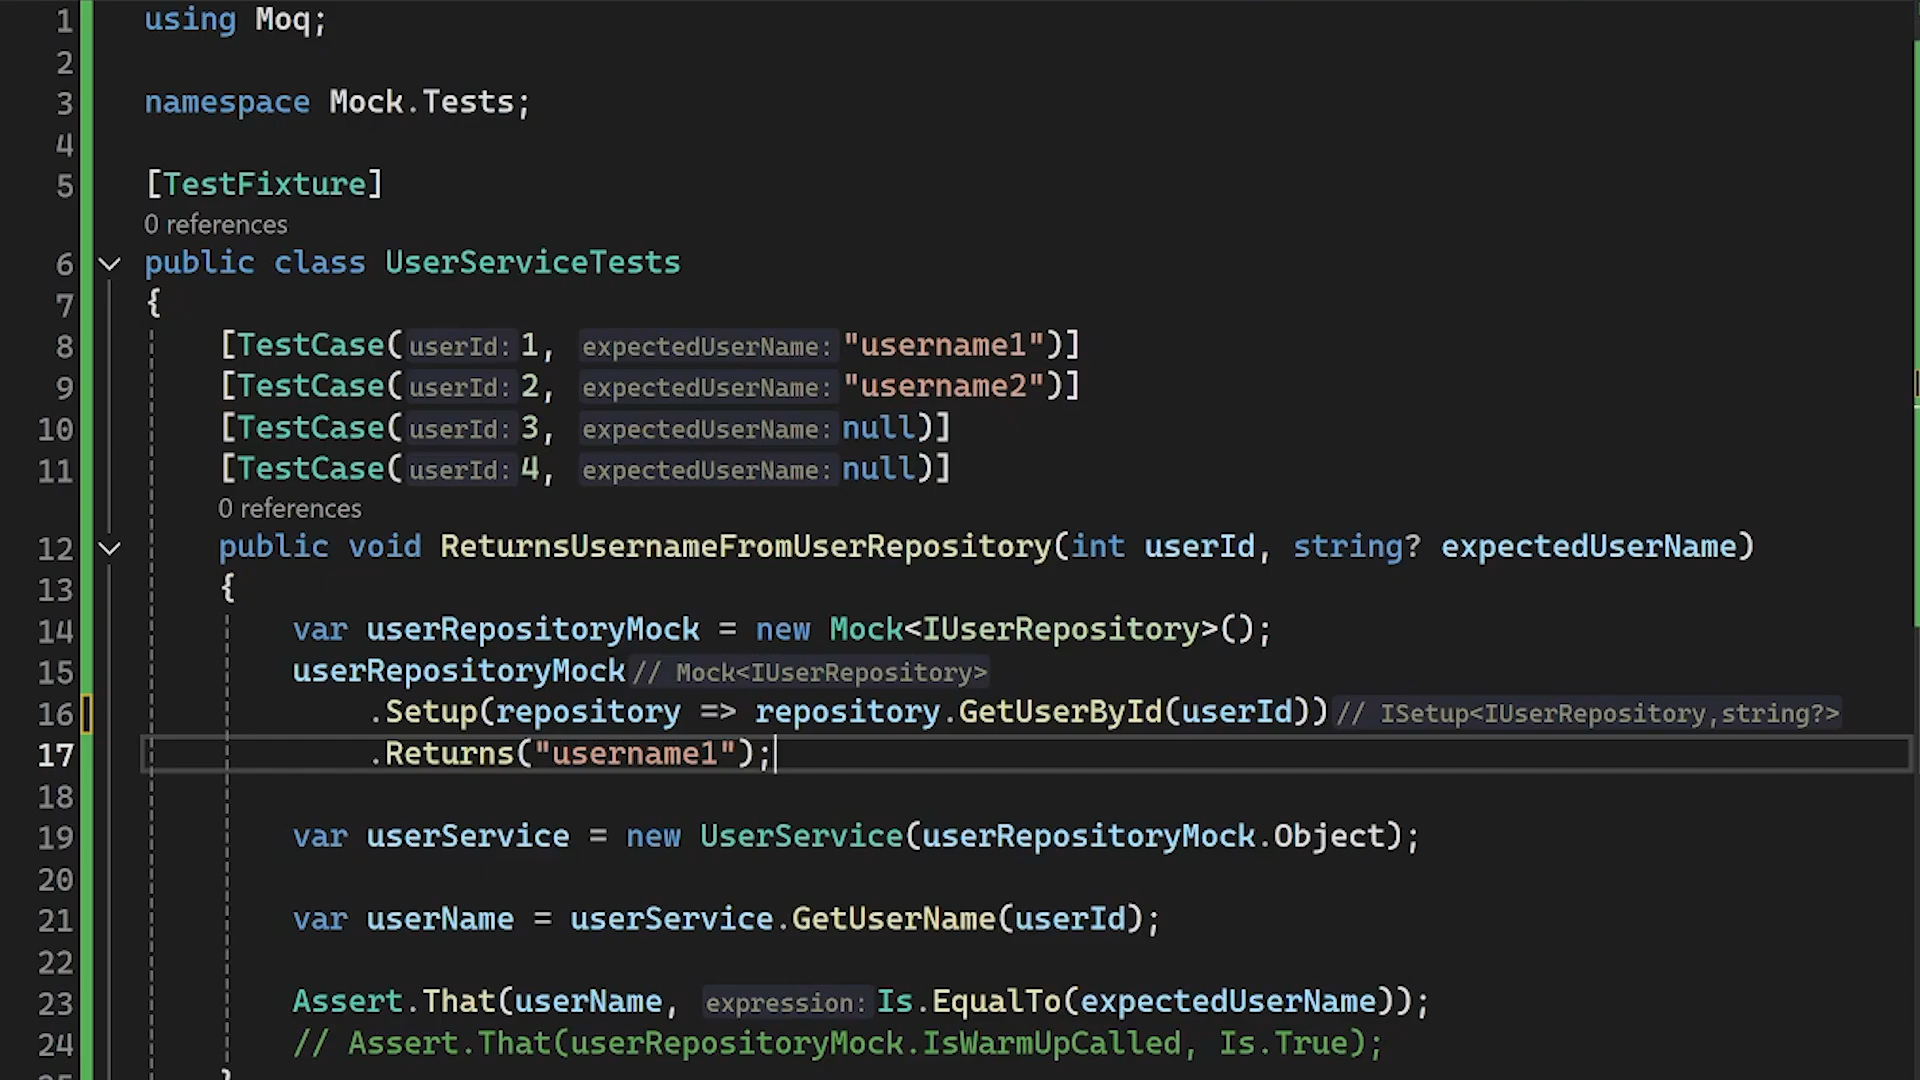 1 using Moq;
2
3 namespace Mock.Tests;
4
5 [TestFixture]
0 references
6 public class UserServiceTests
7 {
8 [TestCase(userId: 1, expectedUserName: "username1")]
9 [TestCase(userId: 2, expectedUserName: "username2")]
10 [TestCase(userId: 3, expectedUserName: null)]
11 [TestCase(userId: 4, expectedUserName: null)]
0 references
12 public void ReturnsUsernameFromUserRepository(int userId, string? expectedUserName)
13 {
14 var userRepositoryMock = new Mock<IUserRepository>();
15 userRepositoryMock // Mock<IUserRepository>
16 .Setup(repository => repository.GetUserById(userId)) // ISetup<IUserRepository,string?>
17 .Returns("username1");
18
19 var userService = new UserService(userRepositoryMock.Object);
20
21 var userName = userService.GetUserName(userId);
22
23 Assert.That(userName, expression: Is.EqualTo(expectedUserName));
24 // Assert.That(userRepositoryMock.IsWarmUpCalled, Is.True);